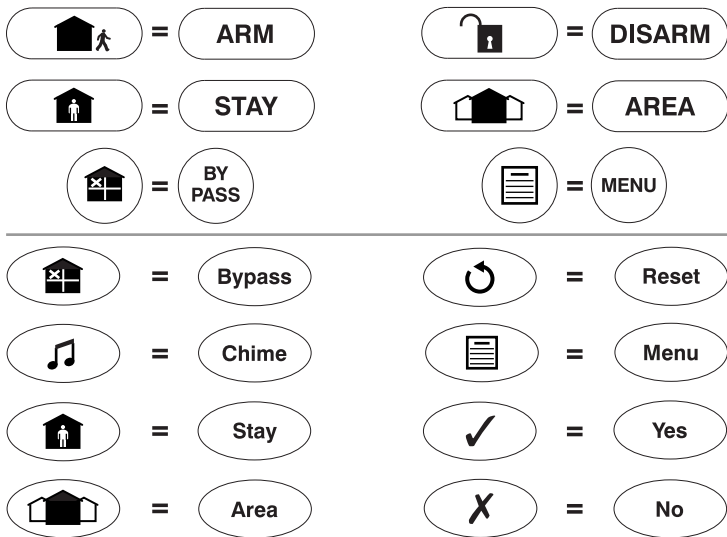 = ARM = DISARM
= STAY = AREA
= BY PASS = MENU
= Bypass = Reset
= Chime = Menu
= Stay = Yes
= Area = No